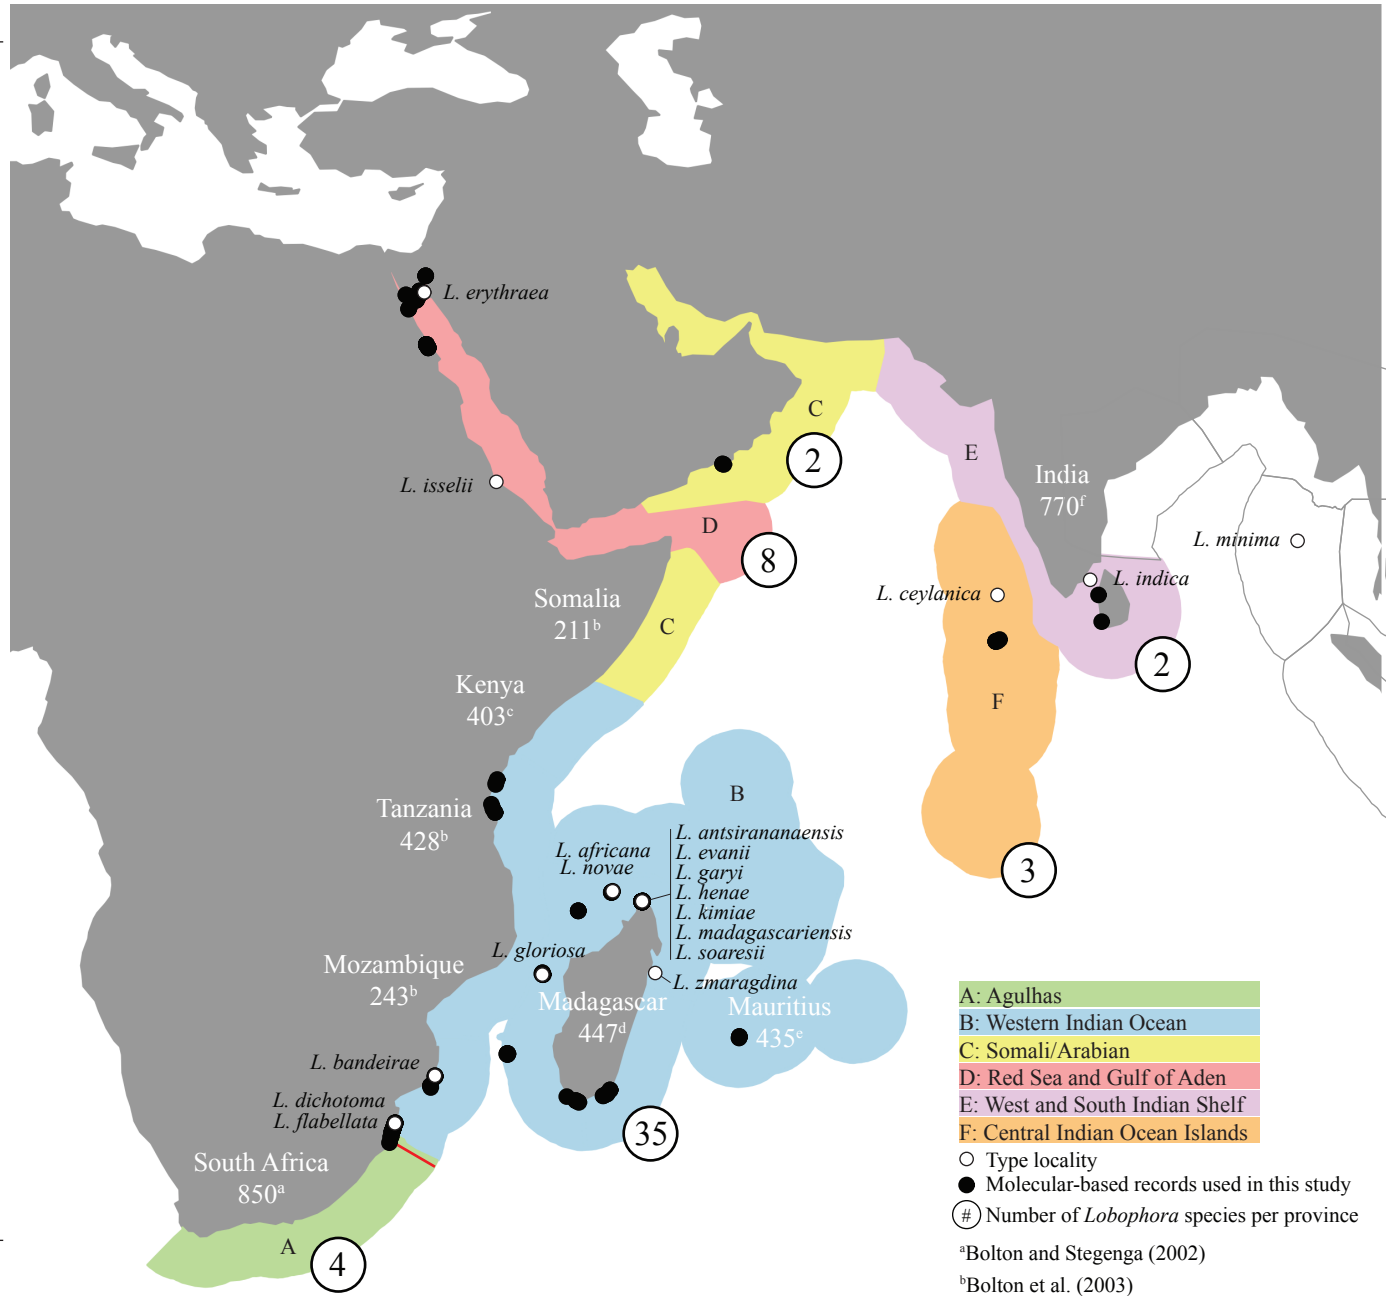 L. erythraea
L. isselii
C
2
D
8
E
India
770f
L. minima
L. indica
L. ceylanica
2
Somalia
211b
C
Kenya
403c
F
Tanzania
428b
B
3
L. africana
L. novae
L. antsirananaensis
L. evanii
L. garyi
L. henae
L. kimiae
L. madagascariensis
L. soaresii
L. gloriosa
L. zmaragdina
Mozambique
243b
Madagascar
447d
Mauritius
435e
L. bandeirae
L. dichotoma
L. flabellata
35
South Africa
850a
A
4
A: Agulhas
B: Western Indian Ocean
C: Somali/Arabian
D: Red Sea and Gulf of Aden
E: West and South Indian Shelf
F: Central Indian Ocean Islands
Type locality
Molecular-based records used in this study
# Number of Lobophora species per province
aBolton and Stegenga (2002)
bBolton et al. (2003)